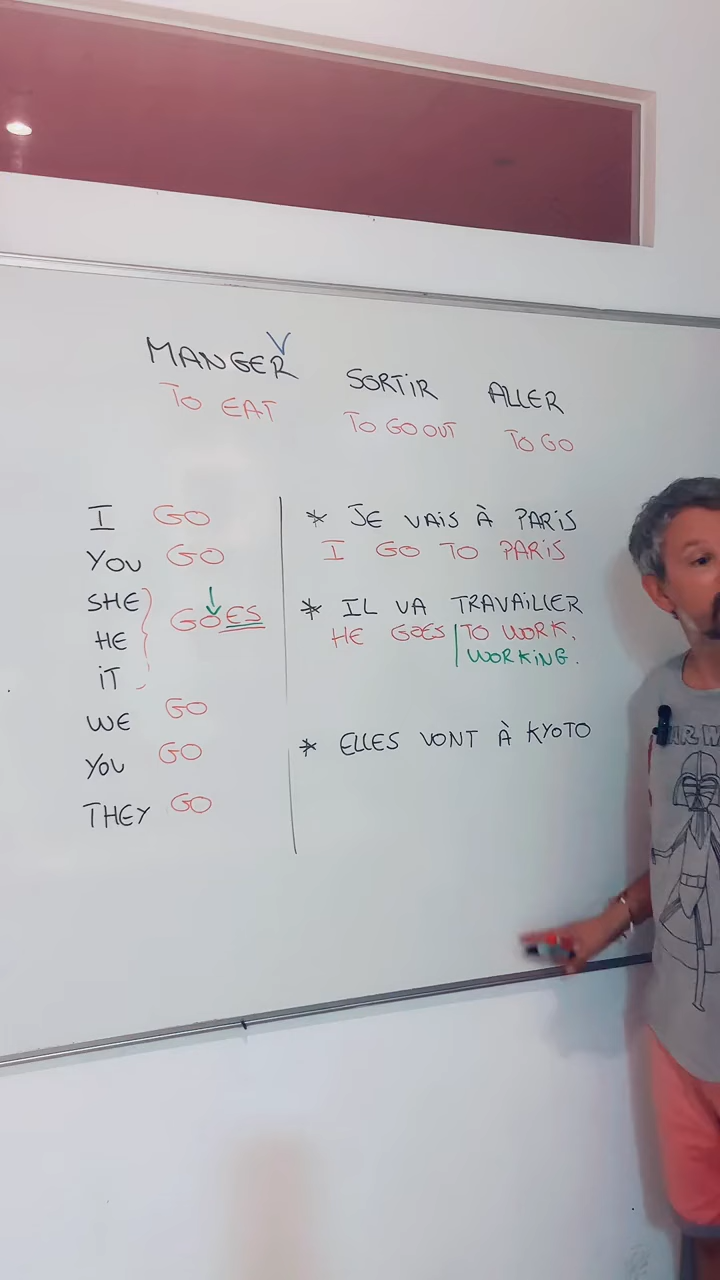 MANGER V
TO EAT
SORTIR
TO GO OUT
ALLER
TO GO
I GO
YOU GO
SHE
HE
IT
GOES
WE GO
YOU GO
THEY GO
* JE VAIS À PARIS
I GO TO PARIS
* IL VA TRAVAILLER
HE GOES TO WORK.
WORKING.
* ELLES VONT À KYOTO